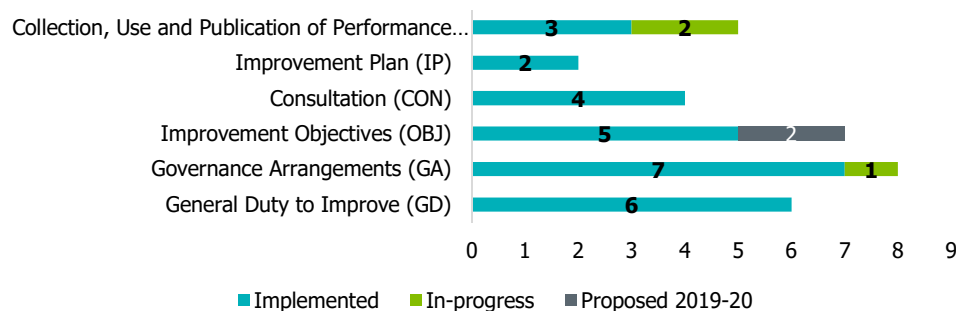 Collection, Use and Publication of Performance... 3 2
Improvement Plan (IP) 2
Consultation (CON) 4
Improvement Objectives (OBJ) 5 2
Governance Arrangements (GA) 7 1
General Duty to Improve (GD) 6
0 1 2 3 4 5 6 7 8 9
Implemented In-progress Proposed 2019-20